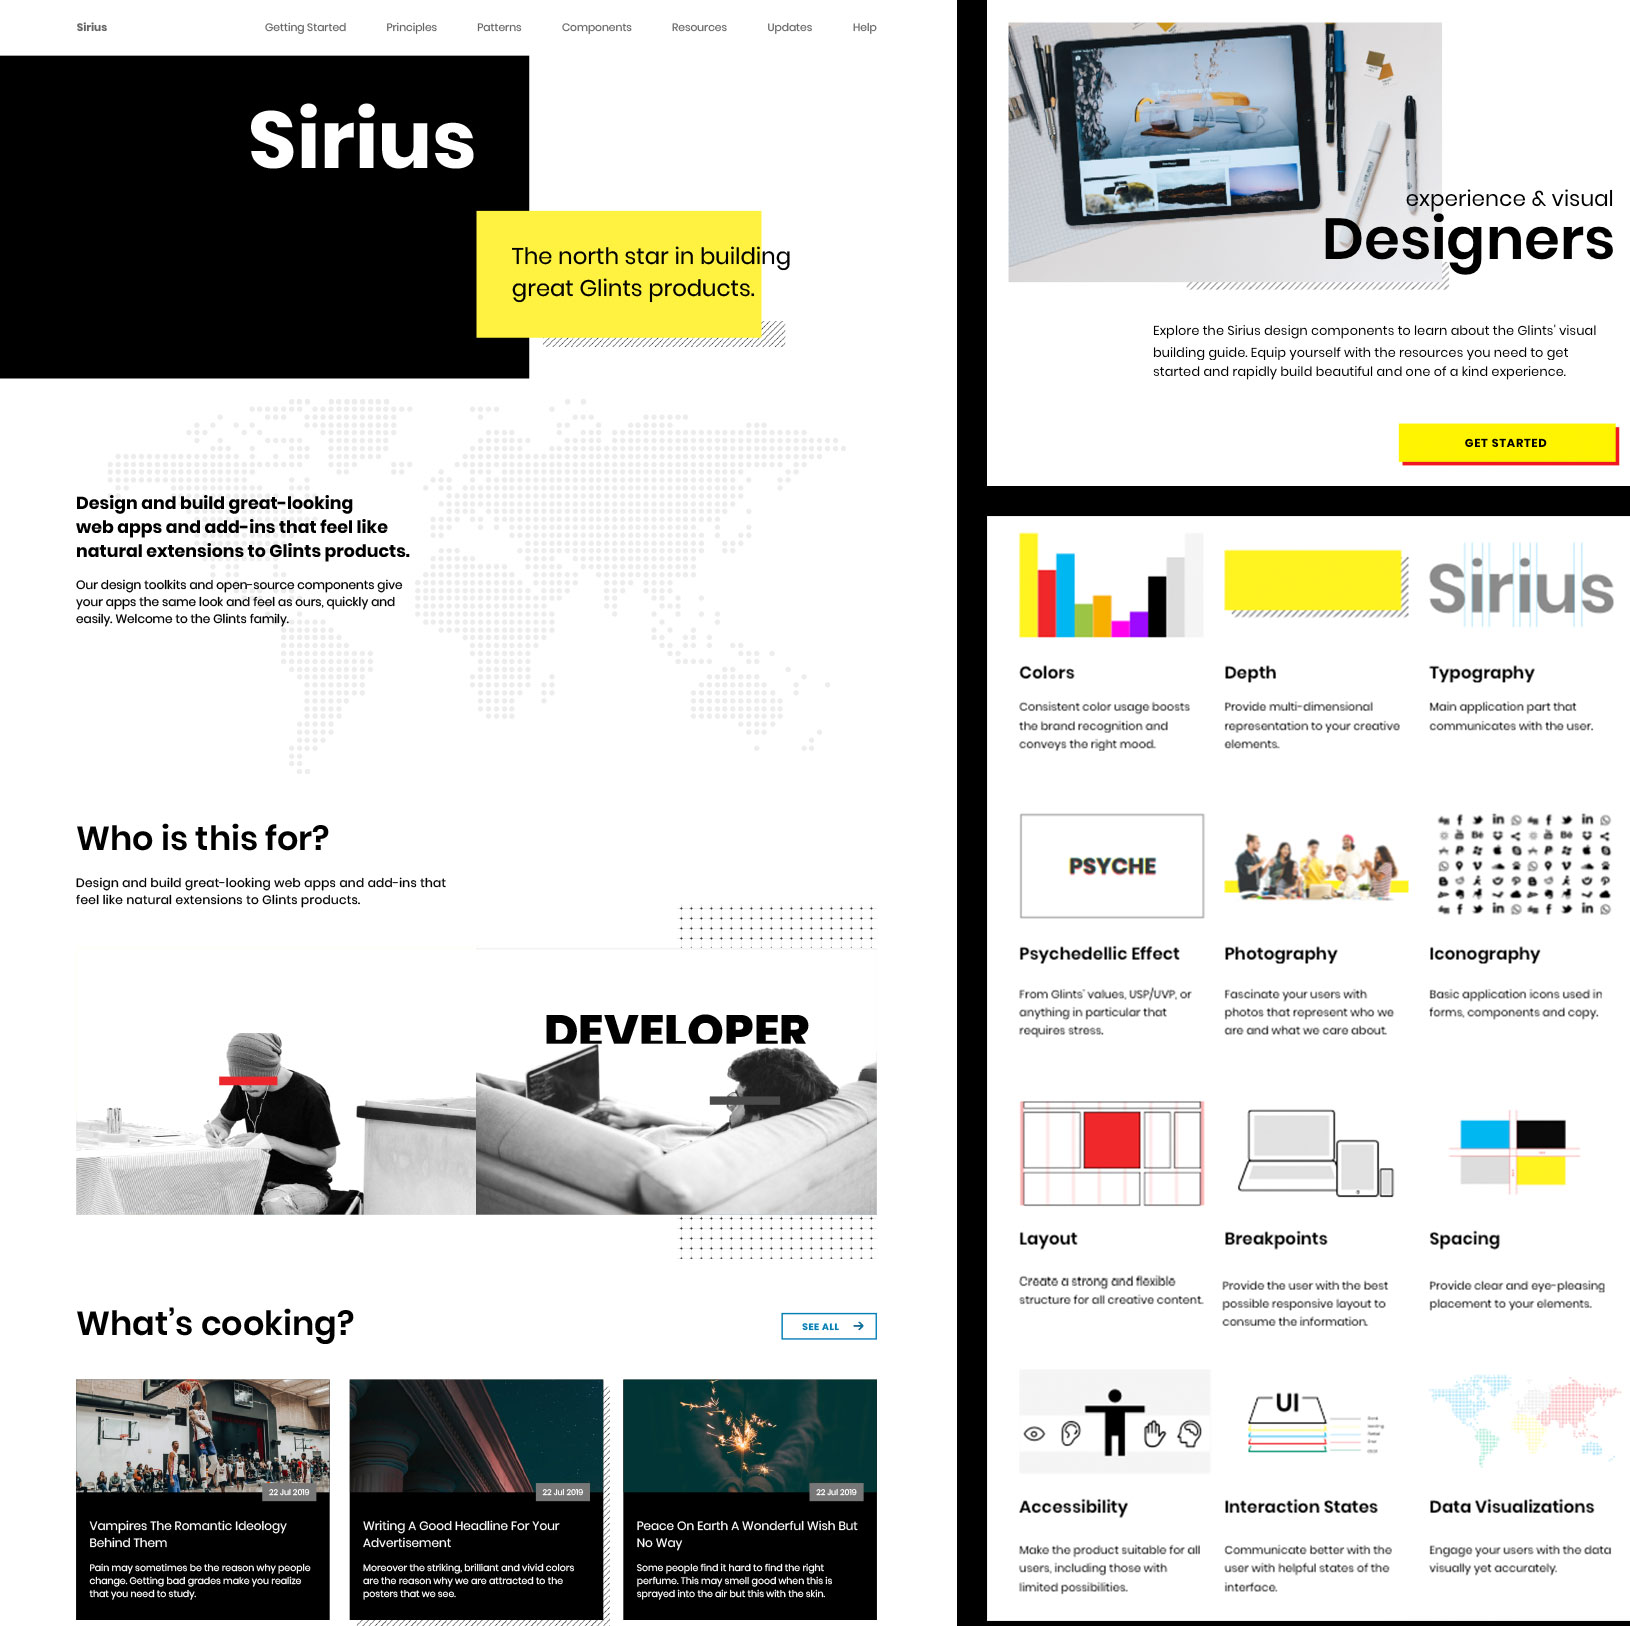 Sirius
Getting Started
Principles
Patterns
Components
Resources
Updates
Help
Sirius
The north star in building
great Glints products.
Design and build great-looking
web apps and add-ins that feel like
natural extensions to Glints products.
Our design toolkits and open-source components give
your apps the same look and feel as ours, quickly and
easily. Welcome to the Glints family.
Who is this for?
Design and build great-looking web apps and add-ins that
feel like natural extensions to Glints products.
DEVELOPER
What's cooking?
SEE ALL
22 Jul 2019
Vampires The Romantic Ideology
Behind Them
Pain may sometimes be the reason why people
change. Getting bad grades make you realize
that you need to study.
22 Jul 2019
Writing A Good Headline For Your
Advertisement
Moreover the striking, brilliant and vivid colors
are the reason why we are attracted to the
posters that we see.
22 Jul 2019
Peace On Earth A Wonderful Wish But
No Way
Some people find it hard to find the right
perfume. This may smell good when this is
sprayed into the air but this with the skin.
experience & visual
Designers
Explore the Sirius design components to learn about the Glints' visual
building guide. Equip yourself with the resources you need to get
started and rapidly build beautiful and one of a kind experience.
GET STARTED
Colors
Consistent color usage boosts
the brand recognition and
conveys the right mood.
Depth
Provide multi-dimensional
representation to your creative
elements.
Sirius
Typography
Main application part that
communicates with the user.
PSYCHE
Psychedellic Effect
From Glints' values, USP/UVP, or
anything in particular that
requires stress.
Photography
Fascinate your users with
photos that represent who we
are and what we care about.
Iconography
Basic application icons used in
forms, components and copy.
Layout
Create a strong and flexible
structure for all creative content.
Breakpoints
Provide the user with the best
possible responsive layout to
consume the information.
Spacing
Provide clear and eye-pleasing
placement to your elements.
Accessibility
Make the product suitable for all
users, including those with
limited possibilities.
UI
Interaction States
Communicate better with the
user with helpful states of the
interface.
Data Visualizations
Engage your users with the data
visually yet accurately.